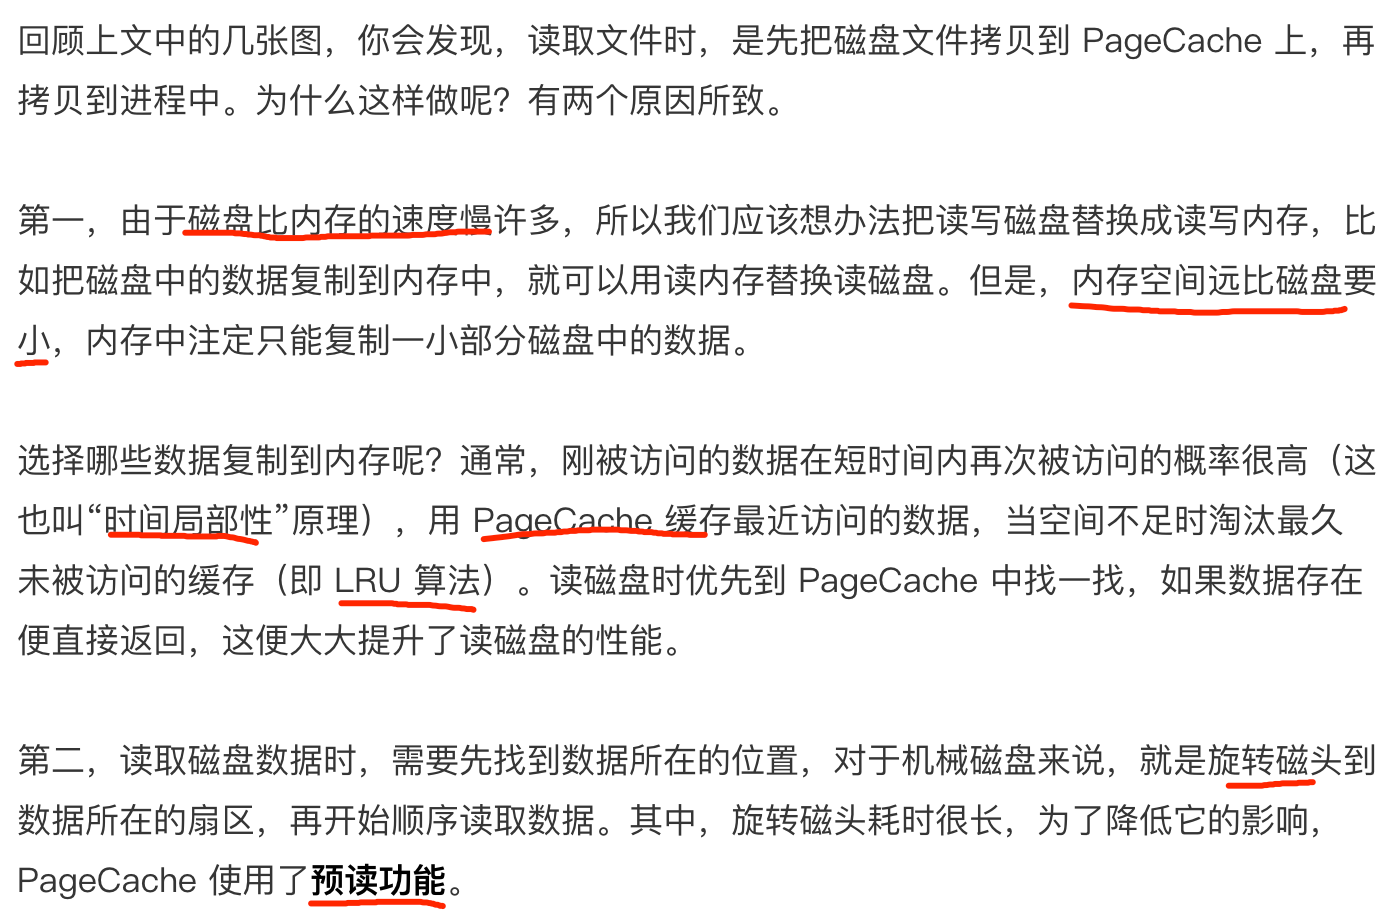 回顾上文中的几张图，你会发现，读取文件时，是先把磁盘文件拷贝到 PageCache 上，再
拷贝到进程中。为什么这样做呢？有两个原因所致。
第一，由于磁盘比内存的速度慢许多，所以我们应该想办法把读写磁盘替换成读写内存，比
如把磁盘中的数据复制到内存中，就可以用读内存替换读磁盘。但是，内存空间远比磁盘要
小，内存中注定只能复制一小部分磁盘中的数据。
选择哪些数据复制到内存呢？通常，刚被访问的数据在短时间内再次被访问的概率很高（这
也叫“时间局部性”原理），用 PageCache 缓存最近访问的数据，当空间不足时淘汰最久
未被访问的缓存（即 LRU 算法）。读磁盘时优先到 PageCache 中找一找，如果数据存在
便直接返回，这便大大提升了读磁盘的性能。
第二，读取磁盘数据时，需要先找到数据所在的位置，对于机械磁盘来说，就是旋转磁头到
数据所在的扇区，再开始顺序读取数据。其中，旋转磁头耗时很长，为了降低它的影响，
PageCache 使用了预读功能。